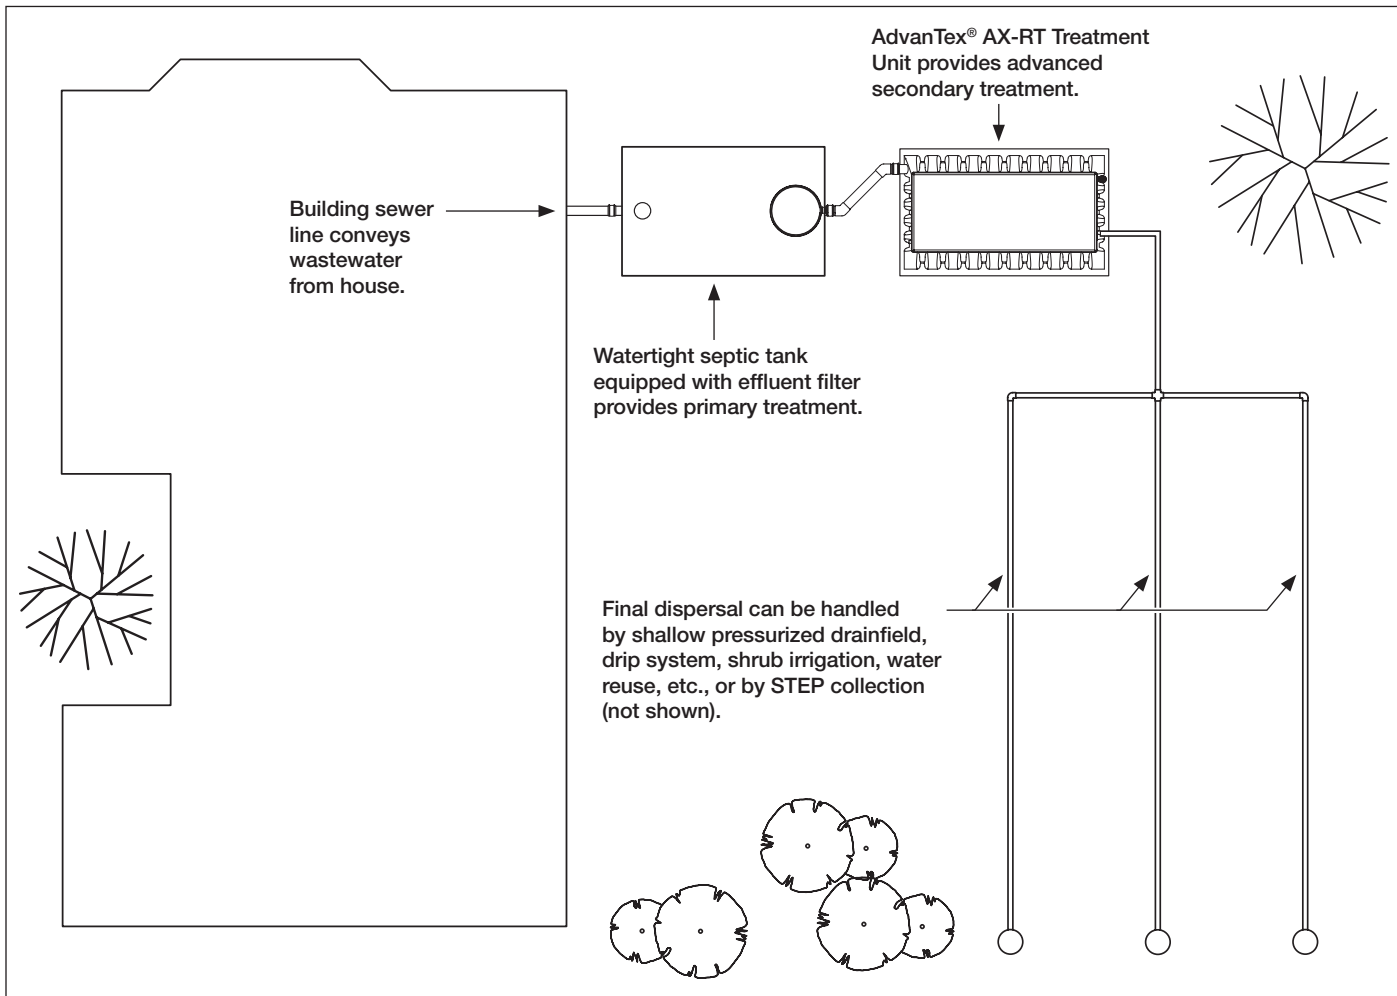 AdvanTex® AX-RT Treatment
Unit provides advanced
secondary treatment.
Building sewer
line conveys
wastewater
from house.
Watertight septic tank
equipped with effluent filter
provides primary treatment.
Final dispersal can be handled
by shallow pressurized drainfield,
drip system, shrub irrigation, water
reuse, etc., or by STEP collection
(not shown).